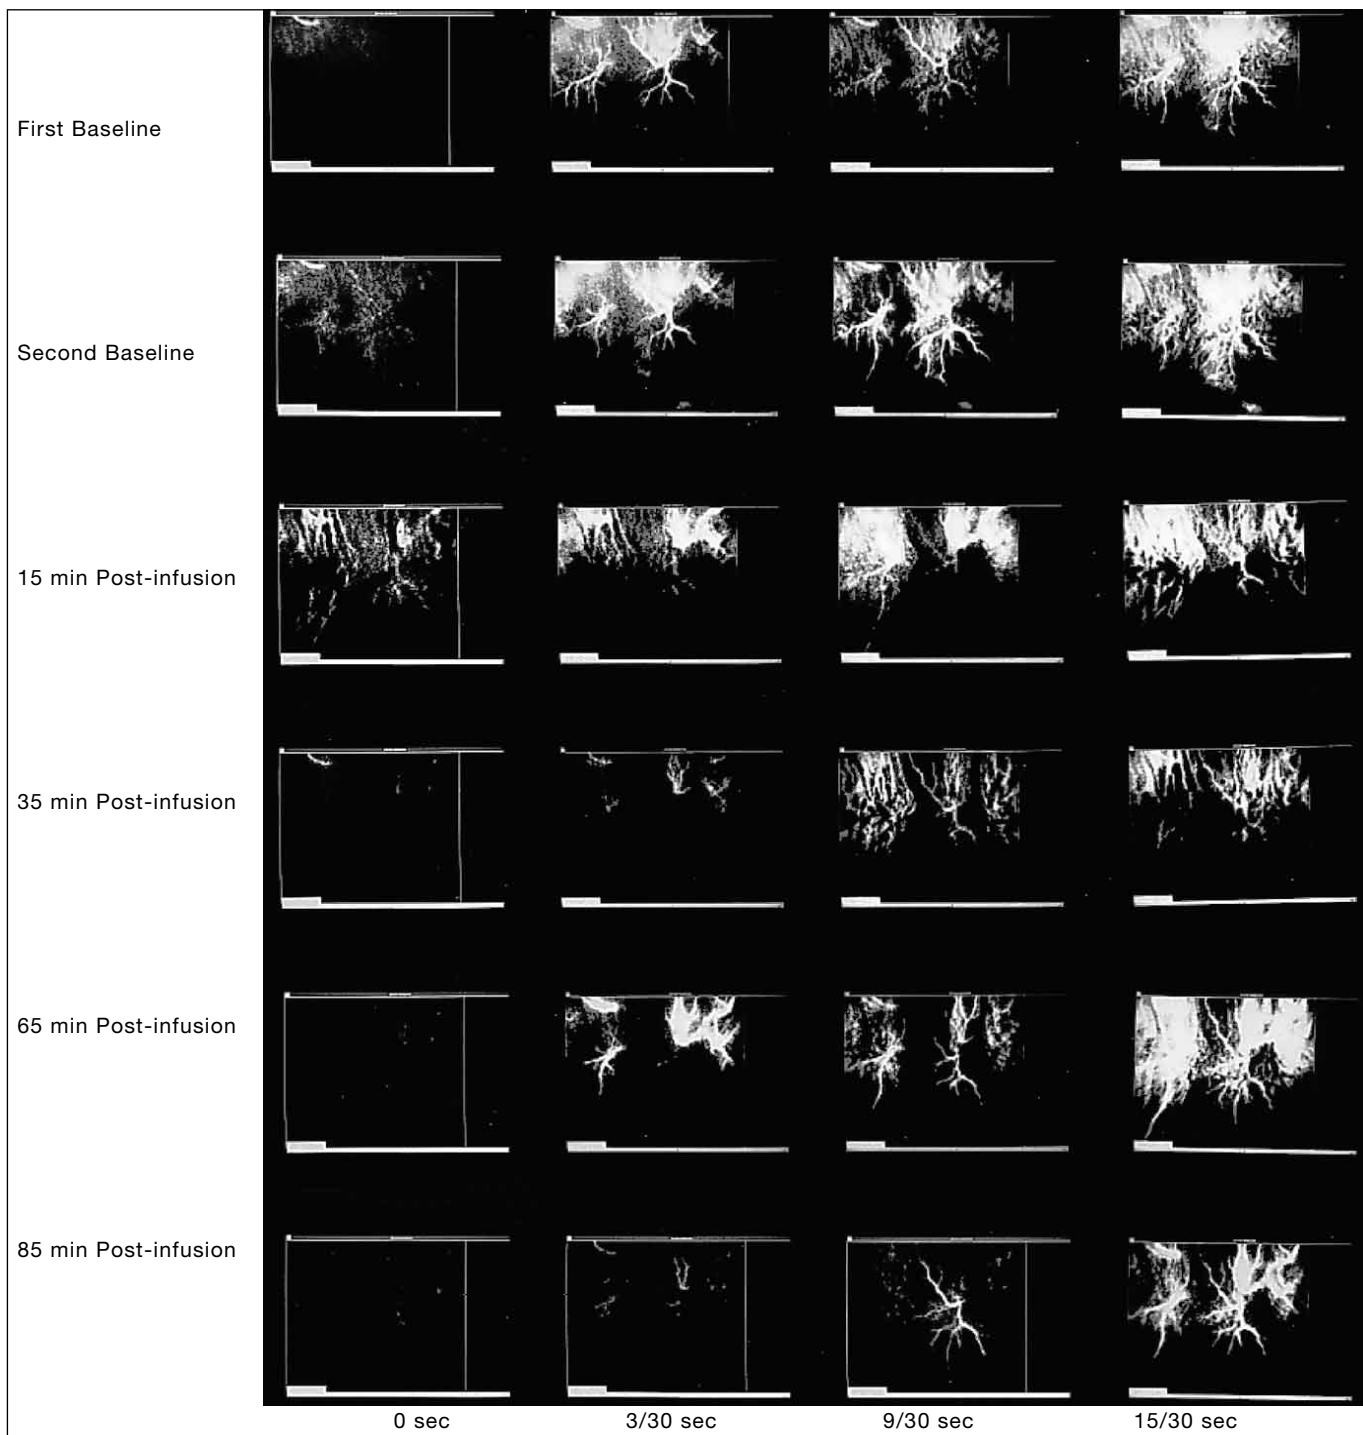 First Baseline
Second Baseline
15 min Post-infusion
35 min Post-infusion
65 min Post-infusion
85 min Post-infusion
0 sec
3/30 sec
9/30 sec
15/30 sec